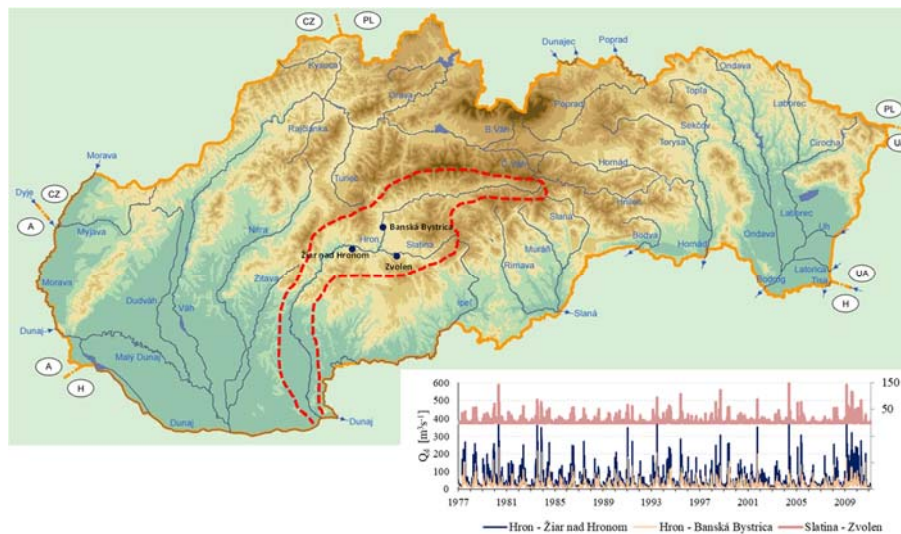 CZ
PL
Dunajec
Poprad
Kysuca
Orava
Ondava
Topľa
Laborec
Poprad
PL
Rajčianka
B.Váh
Sekčov
Cirocha
Torysa
Morava
Hornád
Turiec
CZ
Dyje
A
Myjava
Nitra
Banská Bystrica
Slaná
Laborec
Uh
Hron
Slatina
Muráň
Bodva
Hornád
Ondava
Žiar nad Hronom
Zvolen
Rimava
Latorica
UA
Žitava
Bodrog
Tisa
Morava
Dudváh
Váh
Ipeľ
H
Slaná
Dunaj
Malý Dunaj
A
H
Dunaj
Dunaj
600
500
400
300
200
100
0
150
50
Qd [m³s⁻¹]
1977 1981 1985 1989 1993 1997 2001 2005 2009
Hron - Žiar nad Hronom Hron - Banská Bystrica Slatina - Zvolen